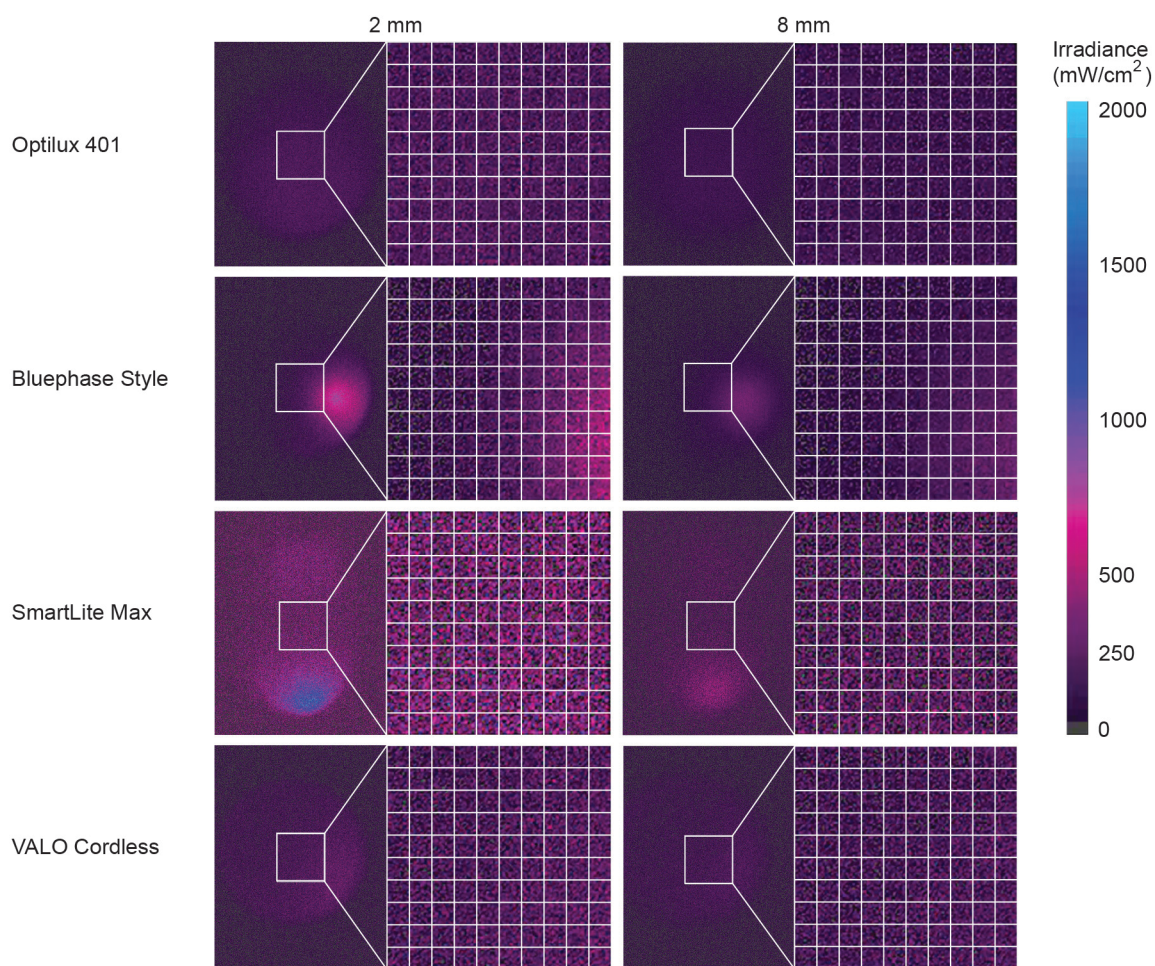 2 mm
8 mm
Irradiance
(mW/cm²)
2000
Optilux 401
1500
Bluephase Style
1000
500
SmartLite Max
250
0
VALO Cordless